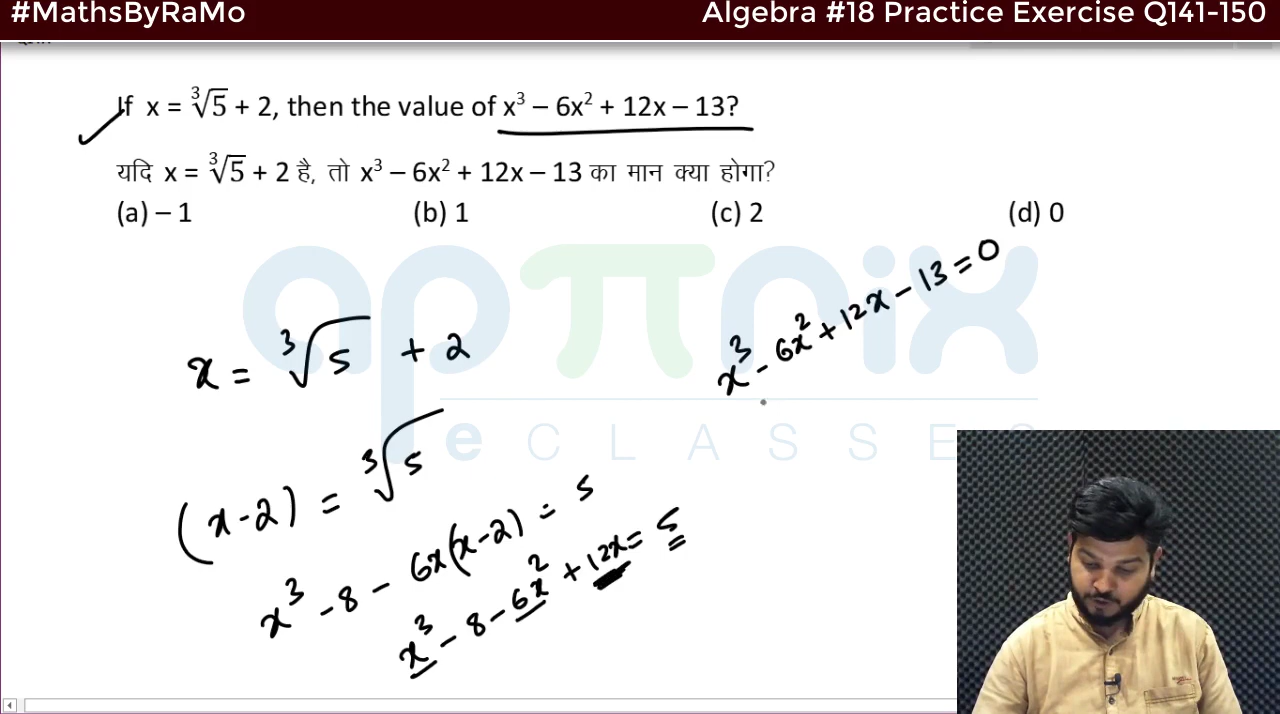 #MathsByRaMo
Algebra #18 Practice Exercise Q141-150
If x = ∛5 + 2, then the value of x³ – 6x² + 12x – 13?
यदि x = ∛5 + 2 है, तो x³ – 6x² + 12x – 13 का मान क्या होगा?
(a) – 1 (b) 1 (c) 2 (d) 0
x³ - 6x² + 12x - 13 = 0
x = ∛5 + 2
(x - 2) = ∛5
x³ - 8 - 6x(x-2) = 5
x³ - 8 - 6x² + 12x = 5
apπnix
e CLASSES